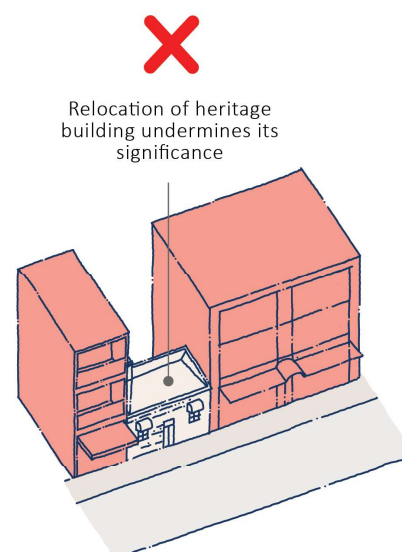 Relocation of heritage
building undermines its
significance